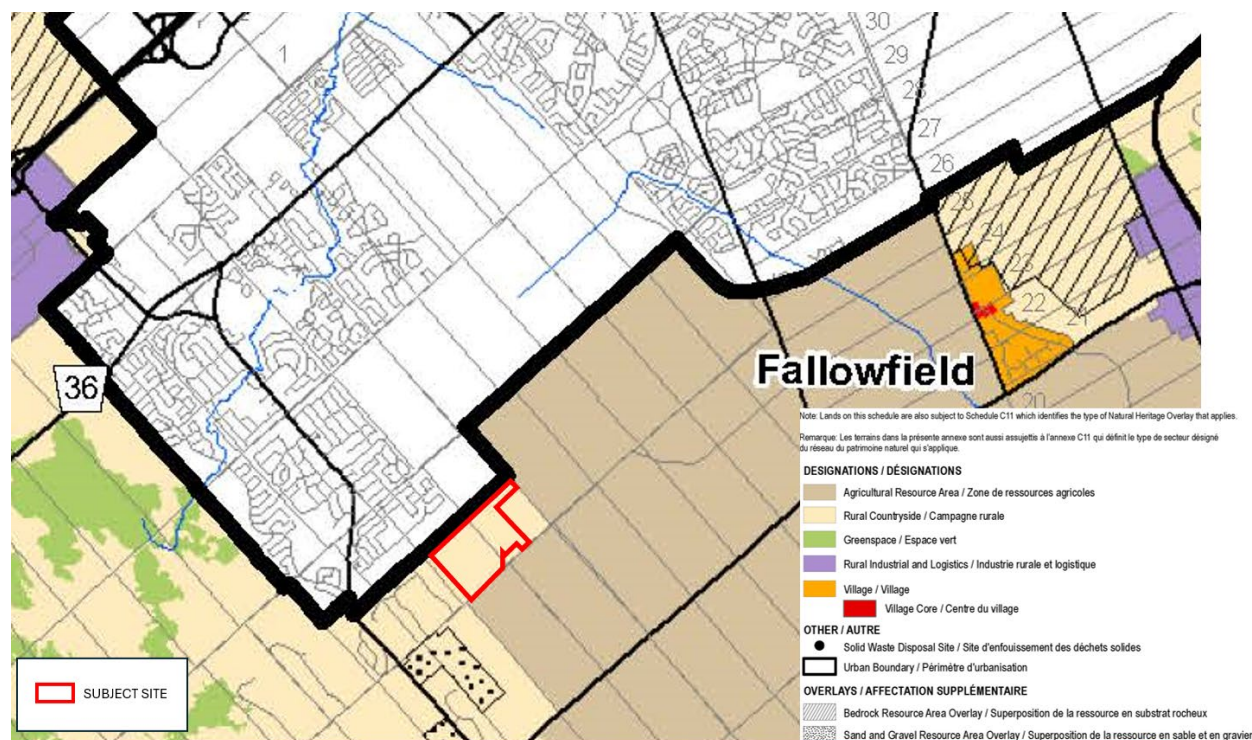 30
29
28
27
26
25
24
23
22
21
20
1
36
Fallowfield
Note: Lands on this schedule are also subject to Schedule C11 which identifies the type of Natural Heritage Overlay that applies.
Remarque: Les terrains dans la présente annexe sont aussi assujettis à l'annexe C11 qui définit le type de secteur désigné
du réseau du patrimoine naturel qui s'applique.
DESIGNATIONS / DÉSIGNATIONS
Agricultural Resource Area / Zone de ressources agricoles
Rural Countryside / Campagne rurale
Greenspace / Espace vert
Rural Industrial and Logistics / Industrie rurale et logistique
Village / Village
Village Core / Centre du village
OTHER / AUTRE
Solid Waste Disposal Site / Site d'enfouissement des déchets solides
Urban Boundary / Périmètre d'urbanisation
OVERLAYS / AFFECTATION SUPPLÉMENTAIRE
Bedrock Resource Area Overlay / Superposition de la ressource en substrat rocheux
Sand and Gravel Resource Area Overlay / Superposition de la ressource en sable et en gravier
SUBJECT SITE